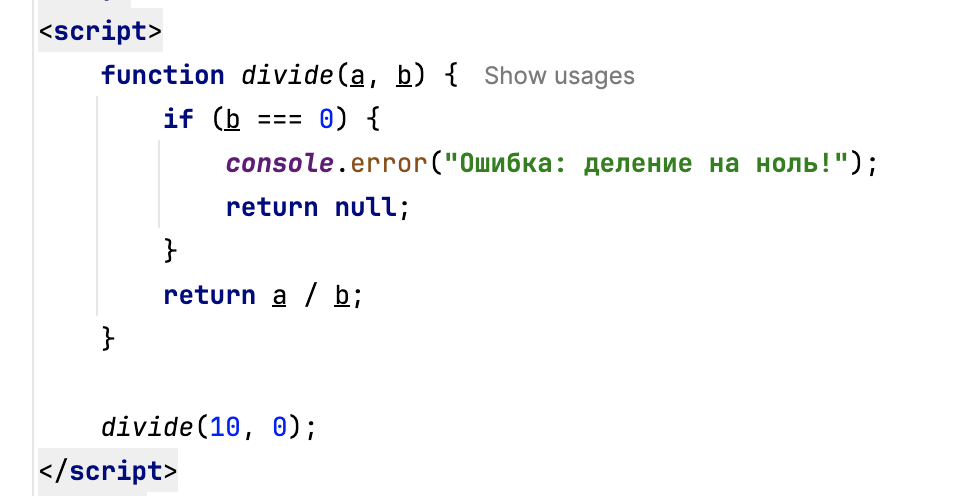 <script>
function divide(a, b) { Show usages
if (b === 0) {
console.error("Ошибка: деление на ноль!");
return null;
}
return a / b;
}
divide(10, 0);
</script>